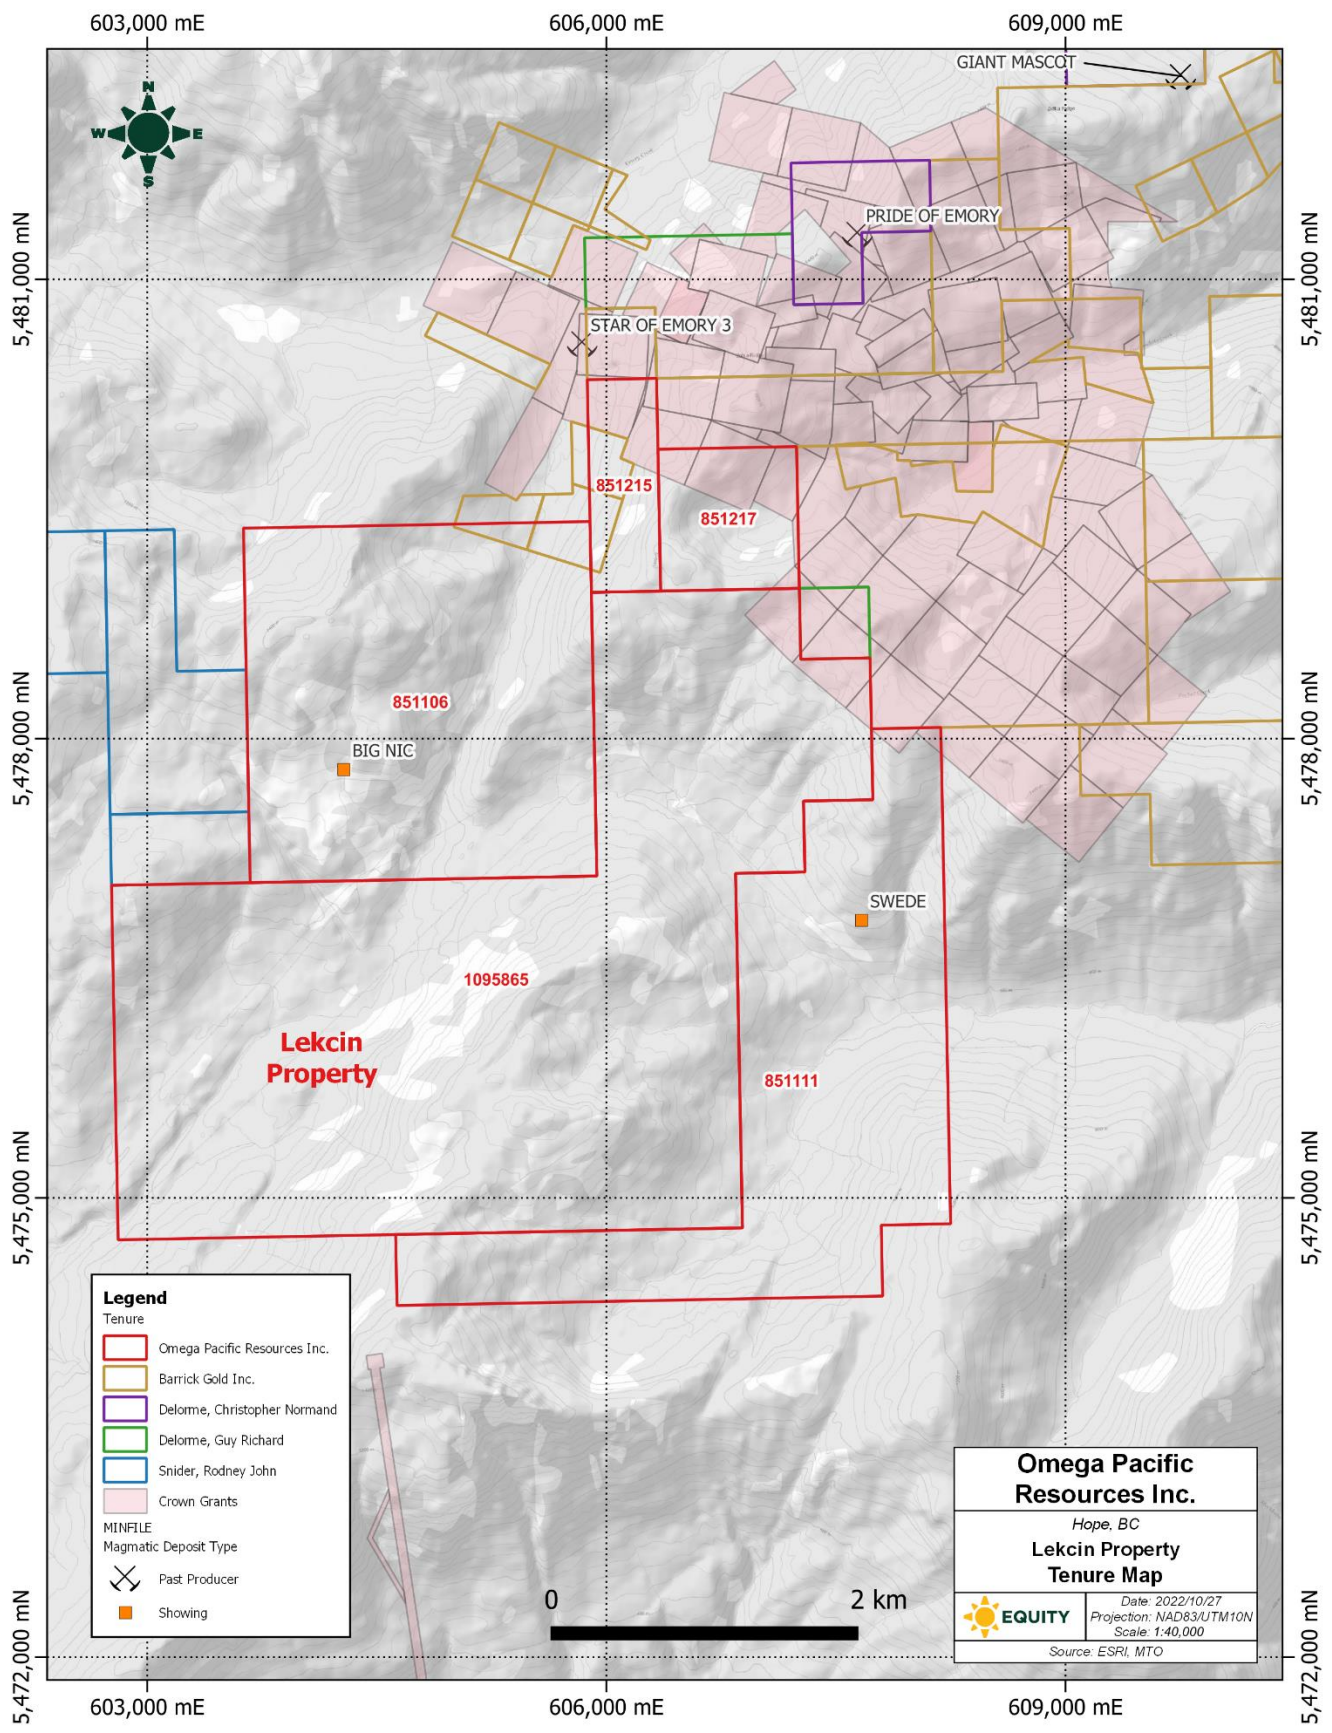 603,000 mE
606,000 mE
609,000 mE
GIANT MASCOT
N
W
E
S
PRIDE OF EMORY
5,481,000 mN
5,481,000 mN
STAR OF EMORY 3
851215
851217
851106
BIG NIC
5,478,000 mN
5,478,000 mN
SWEDE
1095865
Lekcin
Property
851111
5,475,000 mN
5,475,000 mN
Legend
Tenure
Omega Pacific Resources Inc.
Barrick Gold Inc.
Delorme, Christopher Normand
Delorme, Guy Richard
Snider, Rodney John
Crown Grants
MINFILE
Magmatic Deposit Type
Past Producer
Showing
0
2 km
Omega Pacific
Resources Inc.
Hope, BC
Lekcin Property
Tenure Map
EQUITY
Date: 2022/10/27
Projection: NAD83/UTM10N
Scale: 1:40,000
Source: ESRI, MTO
5,472,000 mN
5,472,000 mN
603,000 mE
606,000 mE
609,000 mE